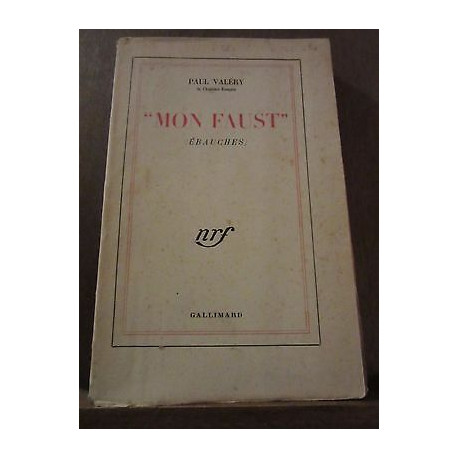 PAUL VALÉRY
de l'Académie Française
"MON FAUST"
(ÉBAUCHES)
nrf
GALLIMARD